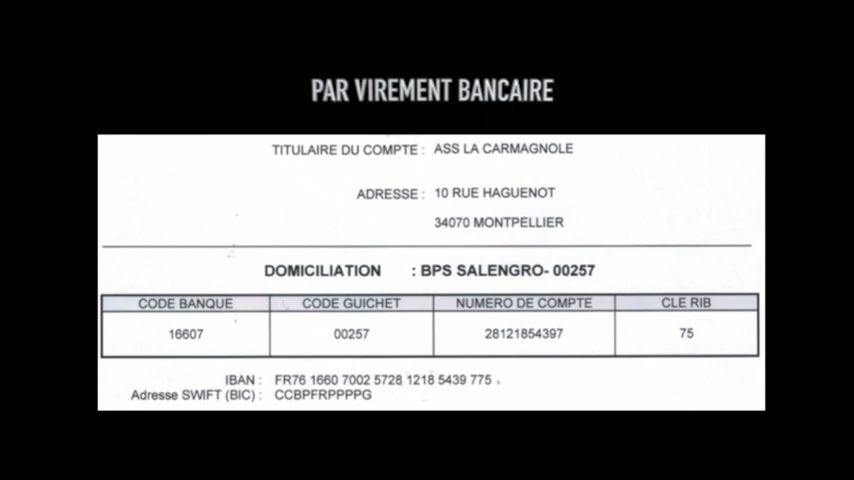 PAR VIREMENT BANCAIRE
TITULAIRE DU COMPTE : ASS LA CARMAGNOLE
ADRESSE : 10 RUE HAGUENOT
34070 MONTPELLIER
DOMICILIATION : BPS SALENGRO- 00257
CODE BANQUE CODE GUICHET NUMERO DE COMPTE CLE RIB
16607 00257 28121854397 75
IBAN : FR76 1660 7002 5728 1218 5439 775
Adresse SWIFT (BIC) : CCBPFRPPPPG